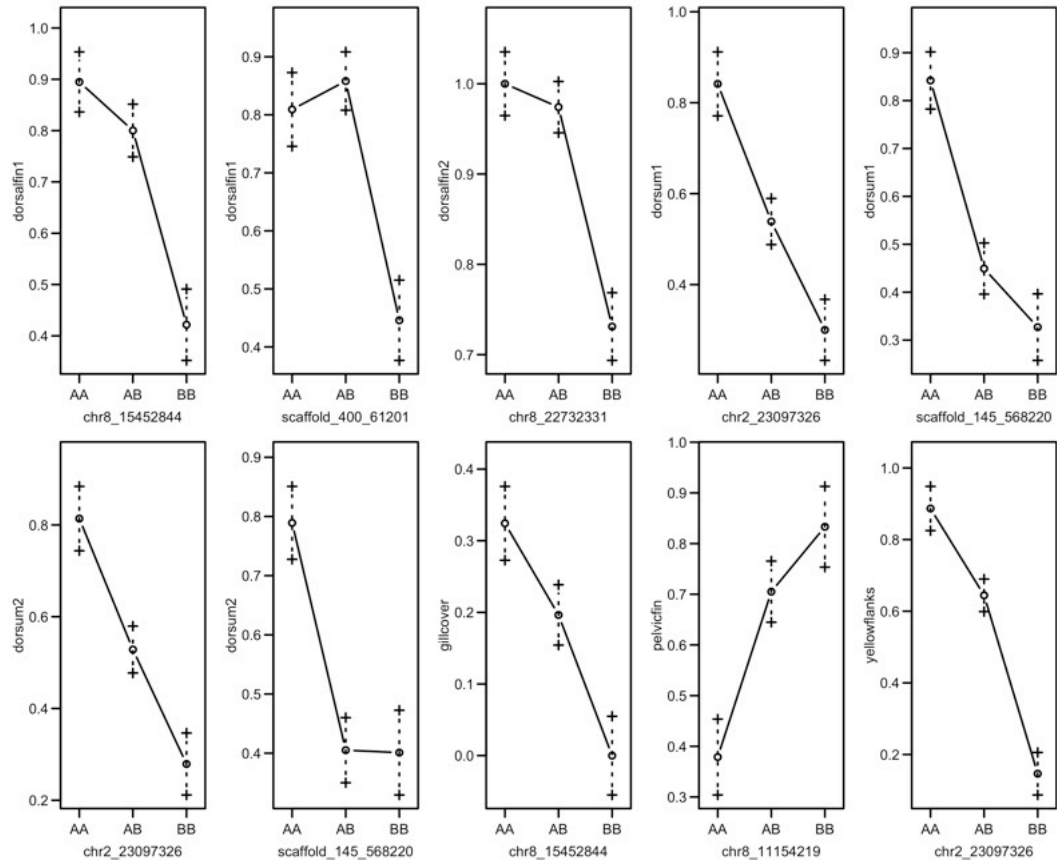 dorsalfin1
1.0
0.9
0.8
0.7
0.6
0.5
0.4
AA AB BB
chr8_15452844
dorsalfin1
0.9
0.8
0.7
0.6
0.5
0.4
AA AB BB
scaffold_400_61201
dorsalfin2
1.0
0.9
0.8
0.7
AA AB BB
chr8_22732331
dorsum1
1.0
0.8
0.6
0.4
AA AB BB
chr2_23097326
dorsum1
0.9
0.8
0.7
0.6
0.5
0.4
0.3
AA AB BB
scaffold_145_568220
dorsum2
0.8
0.6
0.4
0.2
AA AB BB
chr2_23097326
dorsum2
0.9
0.8
0.7
0.6
0.5
0.4
AA AB BB
scaffold_145_568220
gillcover
0.4
0.3
0.2
0.1
0.0
AA AB BB
chr8_15452844
pelvicfin
1.0
0.9
0.8
0.7
0.6
0.5
0.4
0.3
AA AB BB
chr8_11154219
yellowflanks
1.0
0.8
0.6
0.4
0.2
AA AB BB
chr2_23097326